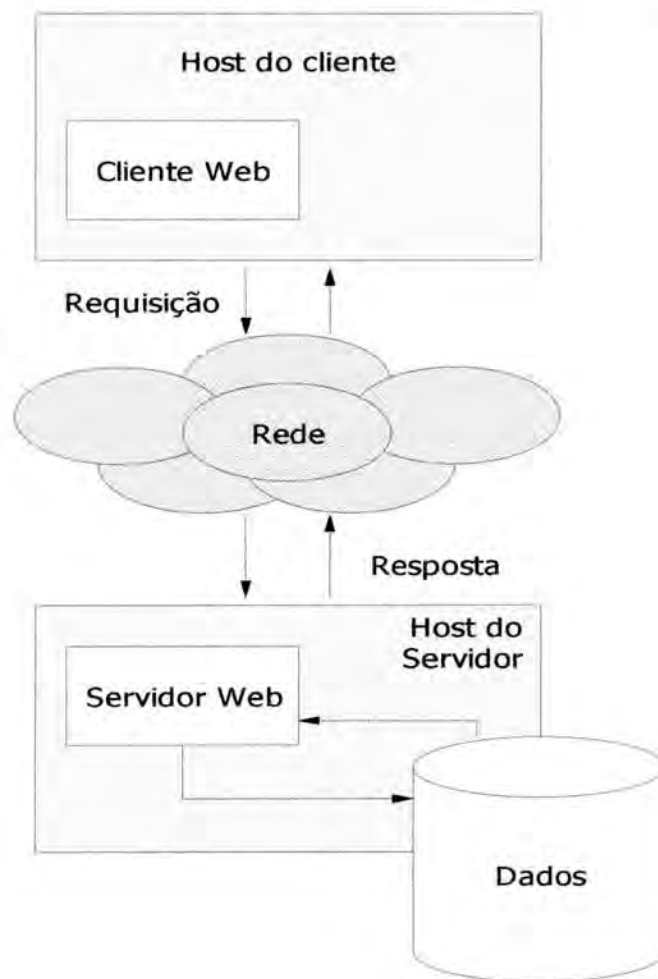 Host do cliente
Cliente Web
Requisição
Rede
Resposta
Host do
Servidor
Servidor Web
Dados